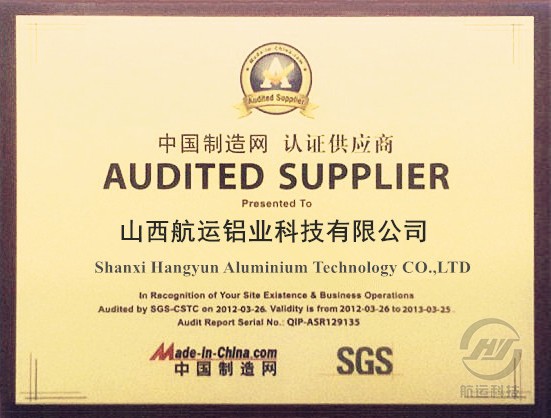 Made-in-China.com
Audited Supplier
中国制造网 认证供应商
AUDITED SUPPLIER
Presented To
山西航运铝业科技有限公司
Shanxi Hangyun Aluminium Technology CO.,LTD
In Recognition of Your Site Existence & Business Operations
Audited by SGS-CSTC on 2012-03-26. Validity is from 2012-03-26 to 2013-03-25.
Audit Report Serial No.: QIP-ASR129135
Made-in-China.com
中国制造网
SGS
航运科技